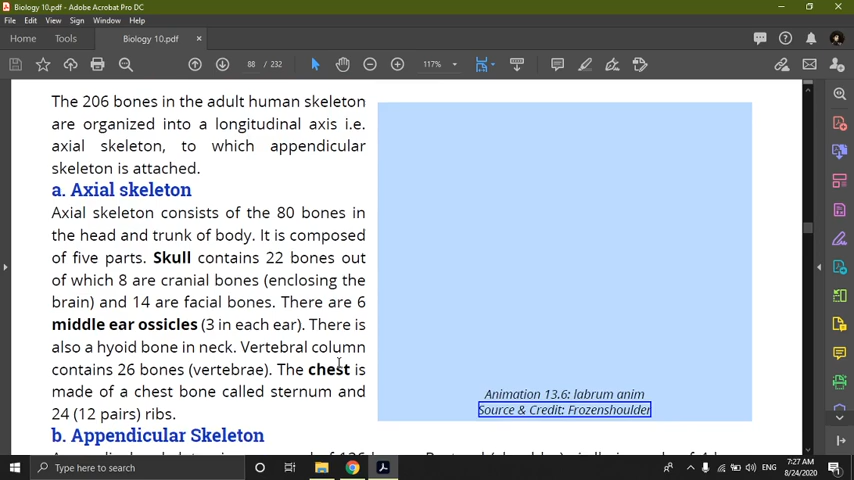 Biology 10.pdf - Adobe Acrobat Pro DC
File Edit View Sign Window Help
Home Tools Biology 10.pdf ×
88 / 232 117%
The 206 bones in the adult human skeleton
are organized into a longitudinal axis i.e.
axial skeleton, to which appendicular
skeleton is attached.
a. Axial skeleton
Axial skeleton consists of the 80 bones in
the head and trunk of body. It is composed
of five parts. Skull contains 22 bones out
of which 8 are cranial bones (enclosing the
brain) and 14 are facial bones. There are 6
middle ear ossicles (3 in each ear). There is
also a hyoid bone in neck. Vertebral column
contains 26 bones (vertebrae). The chest is
made of a chest bone called sternum and
24 (12 pairs) ribs.
Animation 13.6: labrum anim
Source & Credit: Frozenshoulder
b. Appendicular Skeleton
Type here to search
ENG
7:27 AM
8/24/2020